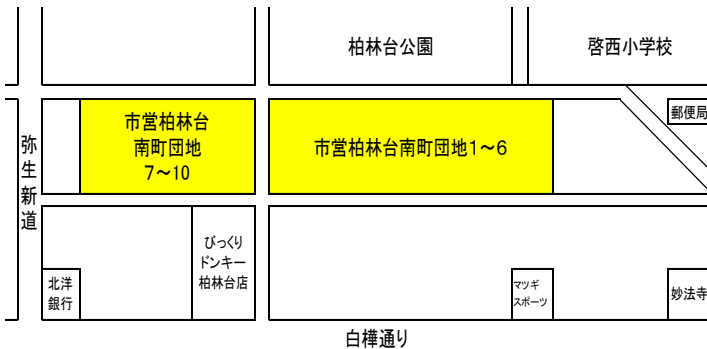 柏林台公園
啓西小学校
郵便局
市営柏林台
南町団地
7～10
市営柏林台南町団地1～6
弥生新道
びっくり
ドンキー
柏林台店
北洋
銀行
マツギ
スポーツ
妙法寺
白樺通り